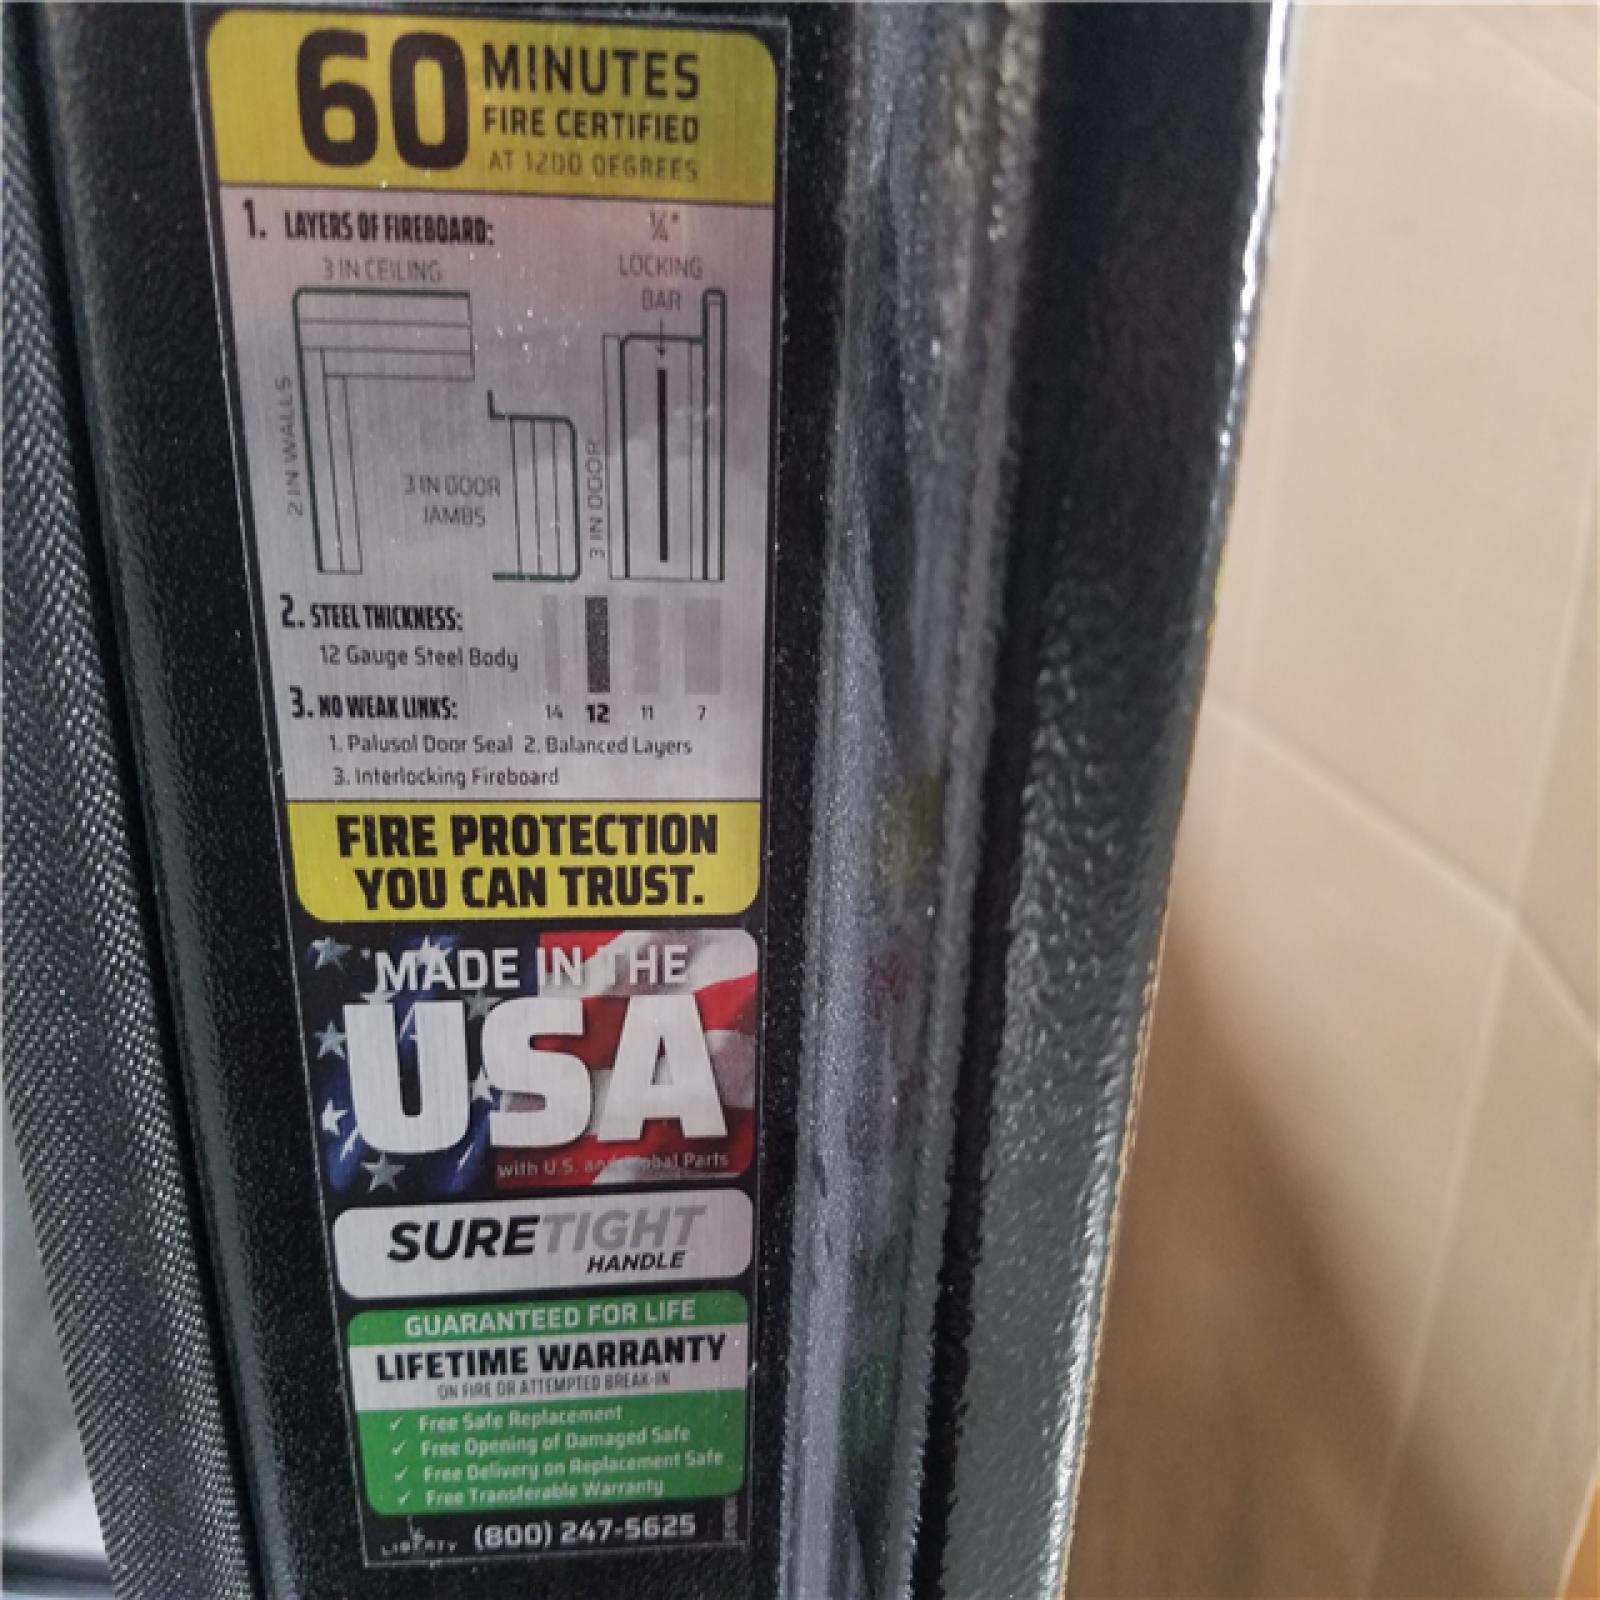 60 MINUTES
FIRE CERTIFIED
AT 1200 DEGREES
1. LAYERS OF FIREBOARD:
3 IN CEILING
¼"
LOCKING
BAR
2 IN WALLS
3 IN DOOR
JAMBS
3 IN DOOR
2. STEEL THICKNESS:
12 Gauge Steel Body
14 12 11 7
3. NO WEAK LINKS:
1. Palusol Door Seal 2. Balanced Layers
3. Interlocking Fireboard
FIRE PROTECTION
YOU CAN TRUST.
MADE IN THE
USA
with U.S. and Global Parts
SURETIGHT
HANDLE
GUARANTEED FOR LIFE
LIFETIME WARRANTY
ON FIRE OR ATTEMPTED BREAK-IN
✓ Free Safe Replacement
✓ Free Opening of Damaged Safe
✓ Free Delivery on Replacement Safe
✓ Free Transferable Warranty
LIBERTY (800) 247-5625